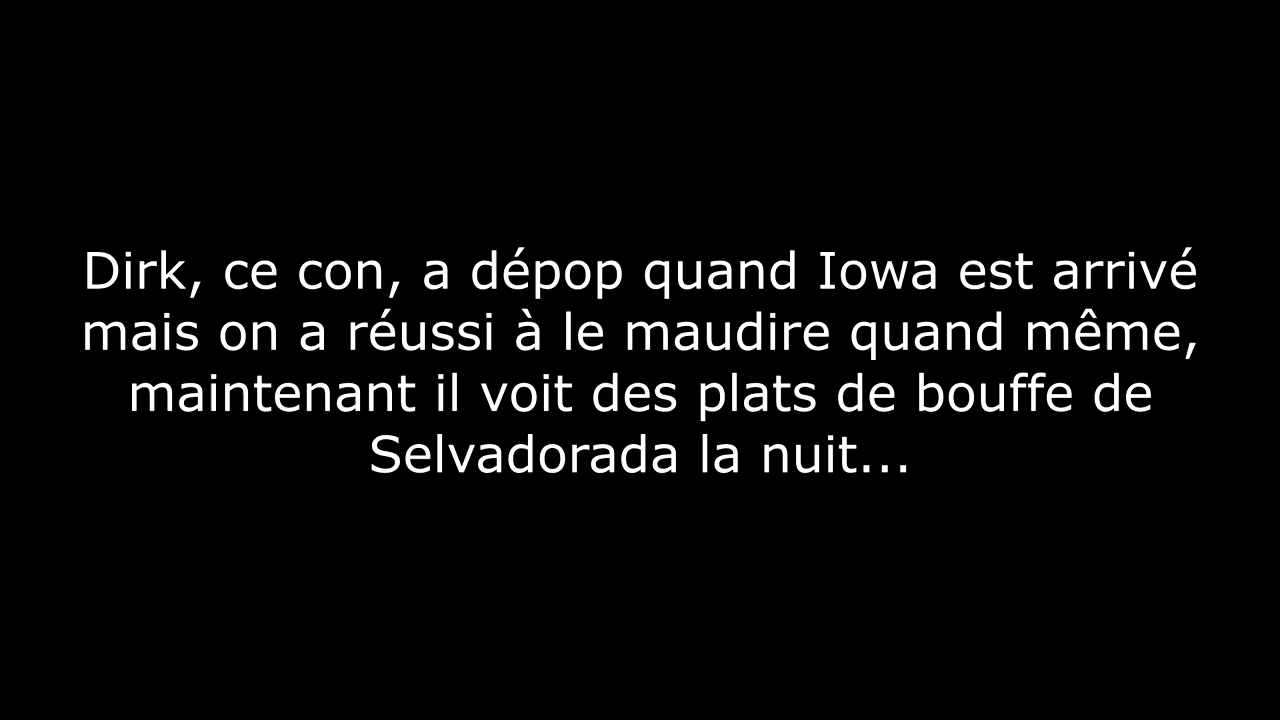 Dirk, ce con, a dépop quand Iowa est arrivé
mais on a réussi à le maudire quand même,
maintenant il voit des plats de bouffe de
Selvadorada la nuit...